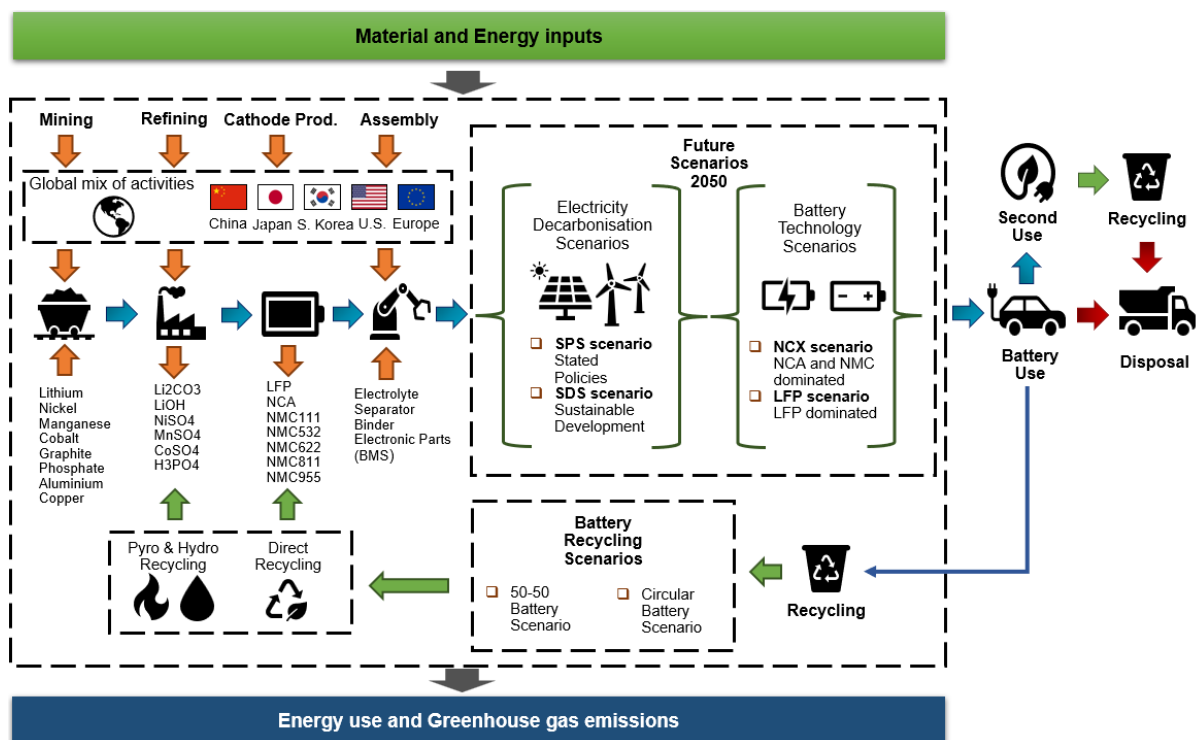 Material and Energy inputs
Mining
Refining
Cathode Prod.
Assembly
Global mix of activities
China
Japan
S. Korea
U.S.
Europe
Lithium
Nickel
Manganese
Cobalt
Graphite
Phosphate
Aluminium
Copper
Li2CO3
LiOH
NiSO4
MnSO4
CoSO4
H3PO4
LFP
NCA
NMC111
NMC532
NMC622
NMC811
NMC955
Electrolyte
Separator
Binder
Electronic Parts
(BMS)
Future
Scenarios
2050
Electricity
Decarbonisation
Scenarios
SPS scenario
Stated
Policies
SDS scenario
Sustainable
Development
Battery
Technology
Scenarios
NCX scenario
NCA and NMC
dominated
LFP scenario
LFP dominated
Second
Use
Recycling
Battery
Use
Disposal
Pyro & Hydro
Recycling
Direct
Recycling
Battery
Recycling
Scenarios
50-50
Battery
Scenario
Circular
Battery
Scenario
Recycling
Energy use and Greenhouse gas emissions